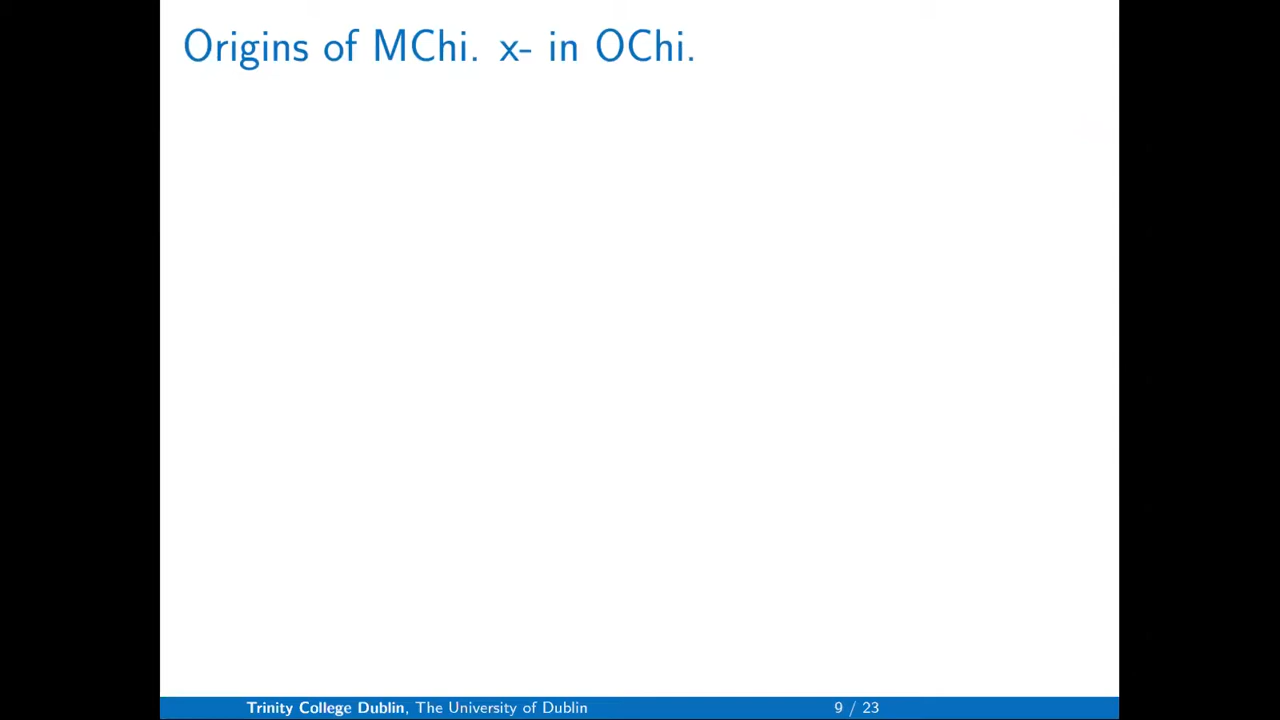 Origins of MChi. x- in OChi.
Trinity College Dublin, The University of Dublin 9 / 23